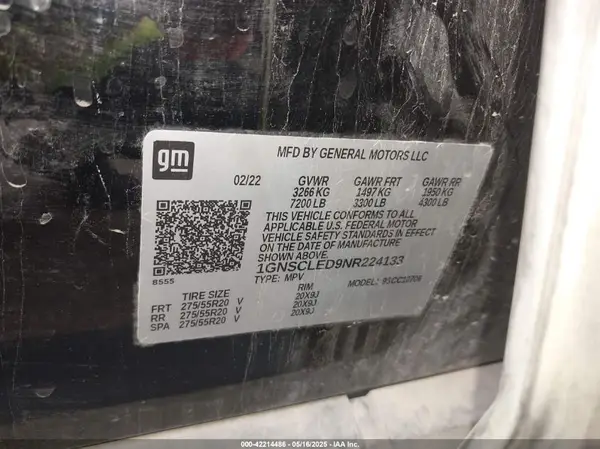 gm
MFD BY GENERAL MOTORS LLC
02/22 GVWR GAWR FRT GAWR RR
3266 KG 1497 KG 1950 KG
7200 LB 3300 LB 4300 LB
THIS VEHICLE CONFORMS TO ALL
APPLICABLE U.S. FEDERAL MOTOR
VEHICLE SAFETY STANDARDS IN EFFECT
ON THE DATE OF MANUFACTURE
SHOWN ABOVE.
1GNSCLED9NR224133
8555
TYPE: MPV MODEL:
TIRE SIZE RIM
FRT 275/55R20 V 20X9J
RR 275/55R20 V 20X9J
SPA 275/55R20 V 20X9J
000-42214486 - 05/16/2025 - IAA Inc.